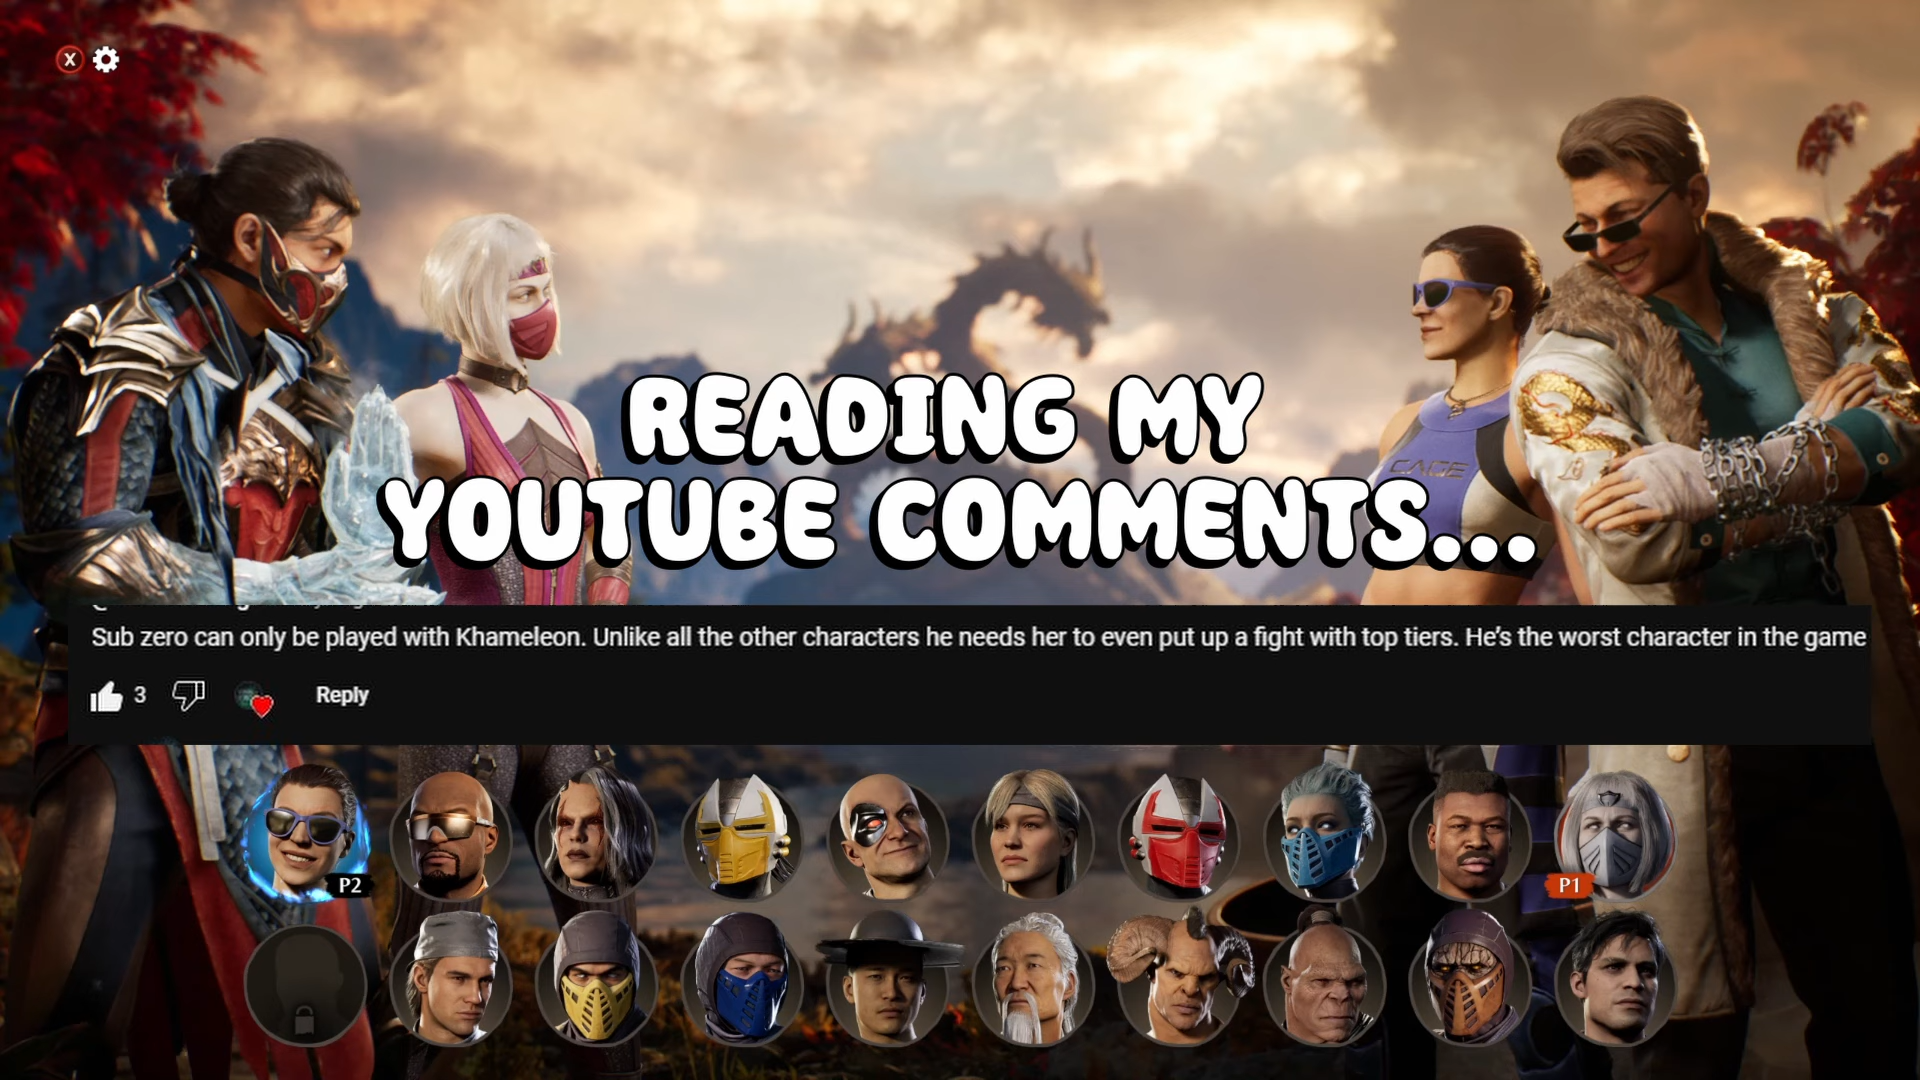 X
READING MY
YOUTUBE COMMENTS...
CAGE
Sub zero can only be played with Khameleon. Unlike all the other characters he needs her to even put up a fight with top tiers. He's the worst character in the game
3
Reply
P2
P1